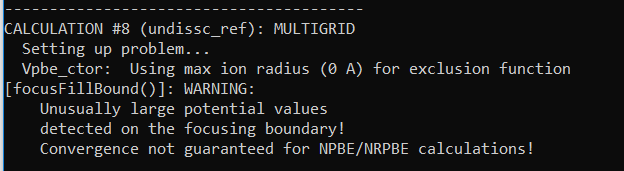 ----------------------------------------
CALCULATION #8 (undissc_ref): MULTIGRID
  Setting up problem...
  Vpbe_ctor:  Using max ion radius (0 A) for exclusion function
[focusFillBound()]: WARNING:
    Unusually large potential values
    detected on the focusing boundary!
    Convergence not guaranteed for NPBE/NRPBE calculations!